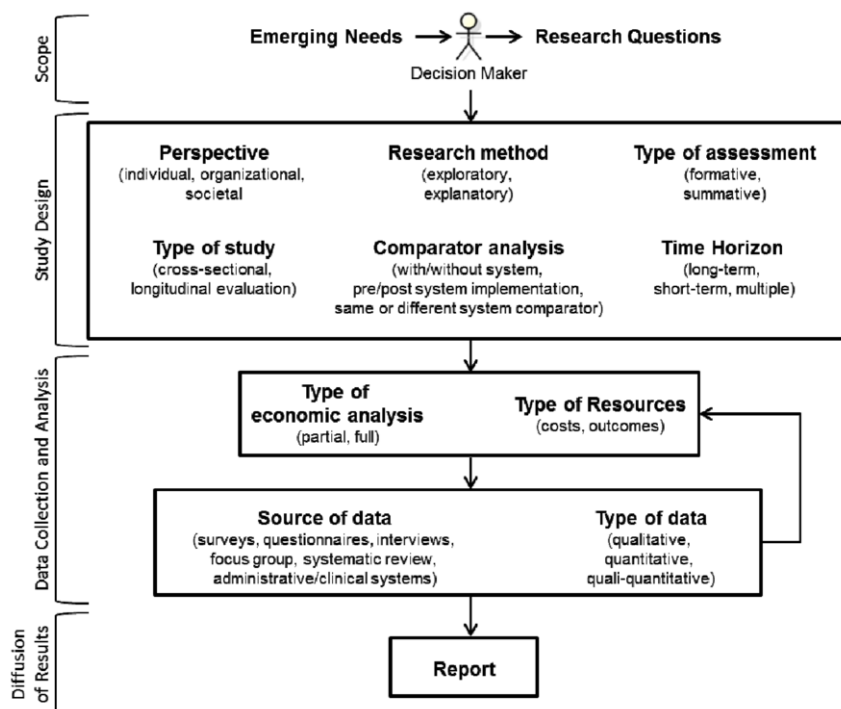 Scope
Emerging Needs
Research Questions
Decision Maker
Study Design
Perspective
(individual, organizational,
societal
Research method
(exploratory,
explanatory)
Type of assessment
(formative,
summative)
Type of study
(cross-sectional,
longitudinal evaluation)
Comparator analysis
(with/without system,
pre/post system implementation,
same or different system comparator)
Time Horizon
(long-term,
short-term, multiple)
Data Collection and Analysis
Type of
economic analysis
(partial, full)
Type of Resources
(costs, outcomes)
Source of data
(surveys, questionnaires, interviews,
focus group, systematic review,
administrative/clinical systems)
Type of data
(qualitative,
quantitative,
quali-quantitative)
Diffusion
of Results
Report